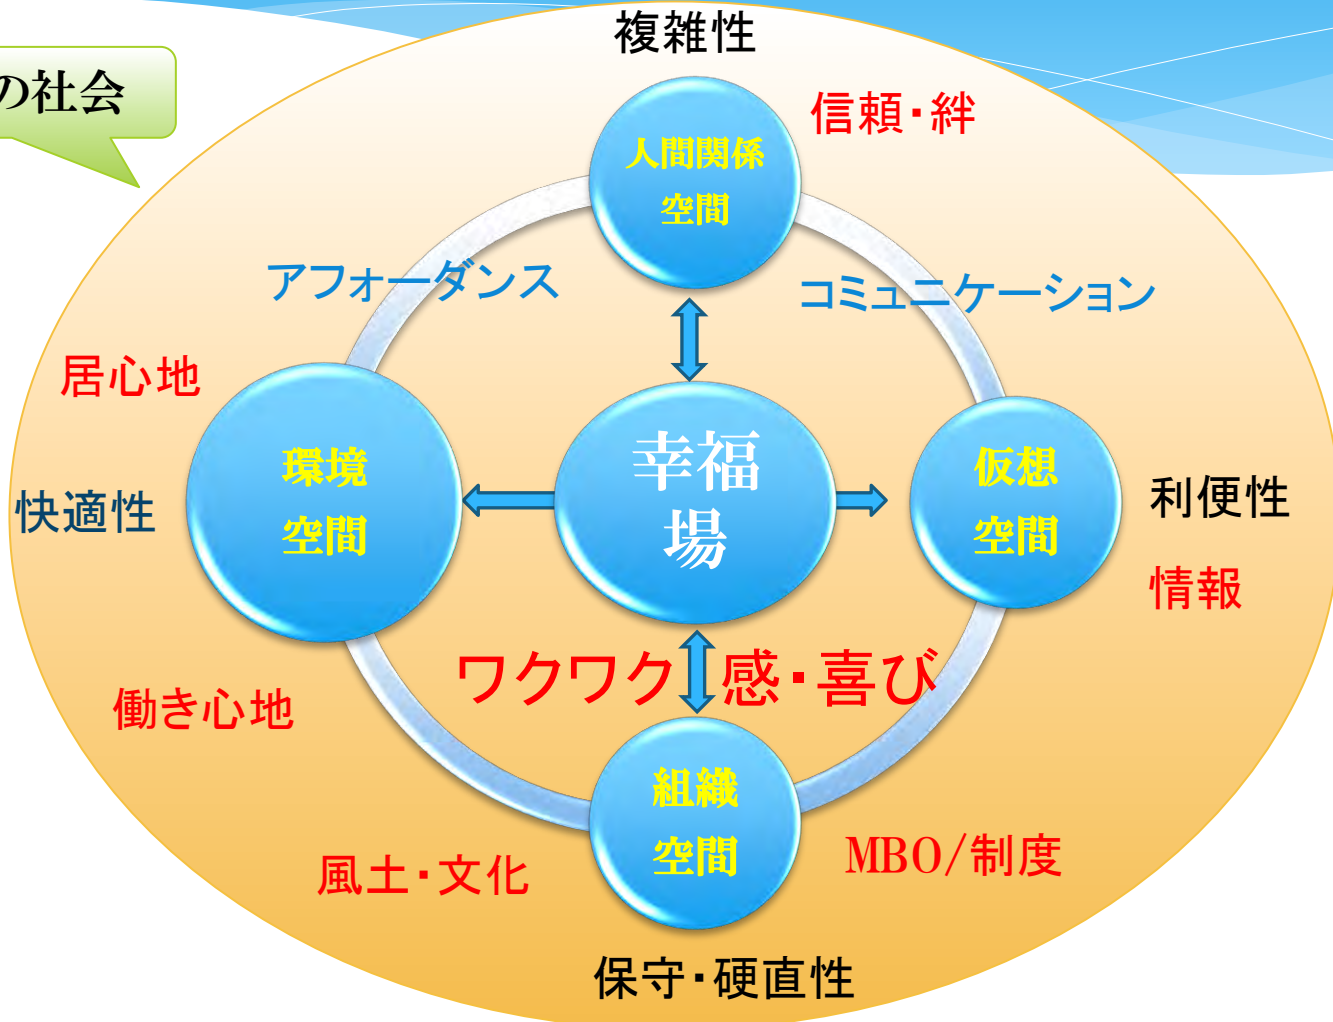 複雑性
の社会
信頼・絆
人間関係
空間
アフォーダンス
コミュニケーション
居心地
環境
空間
幸福
場
仮想
空間
快適性
利便性
情報
ワクワク感・喜び
働き心地
組織
空間
風土・文化
MBO/制度
保守・硬直性